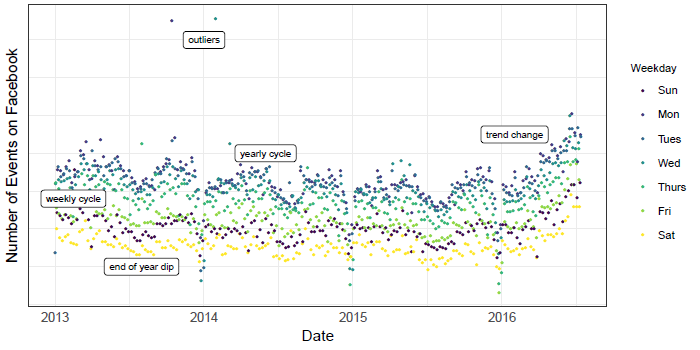 outliers
trend change
yearly cycle
weekly cycle
end of year dip
Number of Events on Facebook
2013 2014 2015 2016
Date
Weekday
Sun
Mon
Tues
Wed
Thurs
Fri
Sat